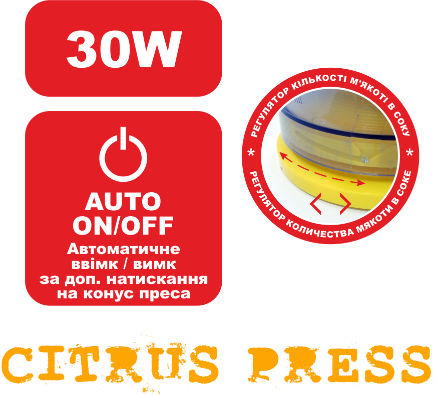 30W
РЕГУЛЯТОР КІЛЬКОСТІ М'ЯКОТІ В СОКУ
* *
РЕГУЛЯТОР КОЛИЧЕСТВА МЯКОТИ В СОКЕ
AUTO
ON/OFF
Автоматичне
ввімк / вимк
за доп. натискання
на конус преса
CITRUS PRESS